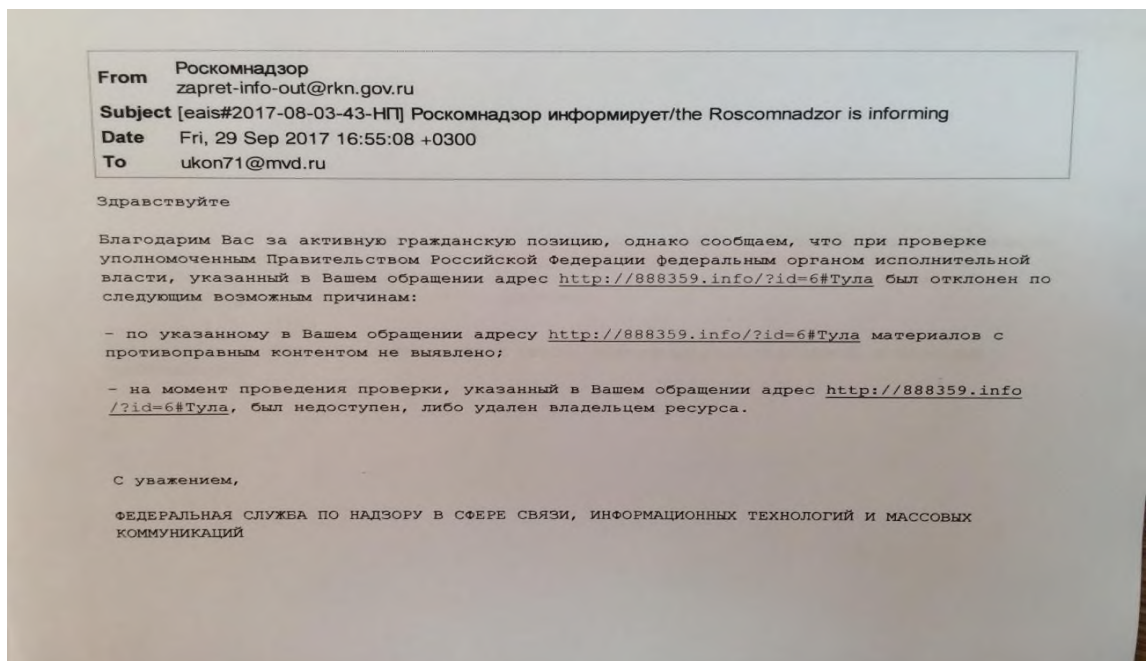 From Роскомнадзор
zapret-info-out@rkn.gov.ru
Subject [eais#2017-08-03-43-НП] Роскомнадзор информирует/the Roscomnadzor is informing
Date Fri, 29 Sep 2017 16:55:08 +0300
To ukon71@mvd.ru
Здравствуйте
Благодарим Вас за активную гражданскую позицию, однако сообщаем, что при проверке
уполномоченным Правительством Российской Федерации федеральным органом исполнительной
власти, указанный в Вашем обращении адрес http://888359.info/?id=6#Тула был отклонен по
следующим возможным причинам:
- по указанному в Вашем обращении адресу http://888359.info/?id=6#Тула материалов с
противоправным контентом не выявлено;
- на момент проведения проверки, указанный в Вашем обращении адрес http://888359.info
/?id=6#Тула, был недоступен, либо удален владельцем ресурса.
С уважением,
ФЕДЕРАЛЬНАЯ СЛУЖБА ПО НАДЗОРУ В СФЕРЕ СВЯЗИ, ИНФОРМАЦИОННЫХ ТЕХНОЛОГИЙ И МАССОВЫХ
КОММУНИКАЦИЙ